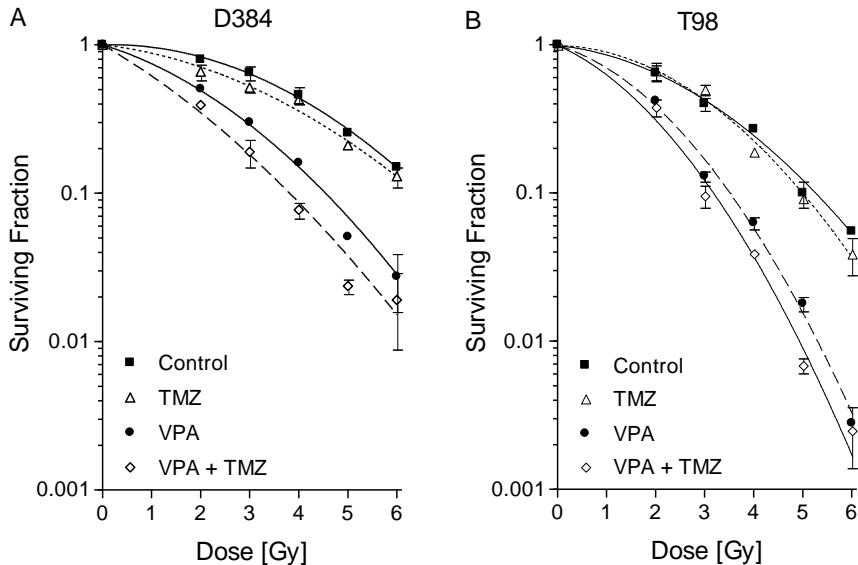 A
D384
Surviving Fraction
1
0.1
0.01
0.001
Control
TMZ
VPA
VPA + TMZ
0 1 2 3 4 5 6
Dose [Gy]
B
T98
Surviving Fraction
1
0.1
0.01
0.001
Control
TMZ
VPA
VPA + TMZ
0 1 2 3 4 5 6
Dose [Gy]